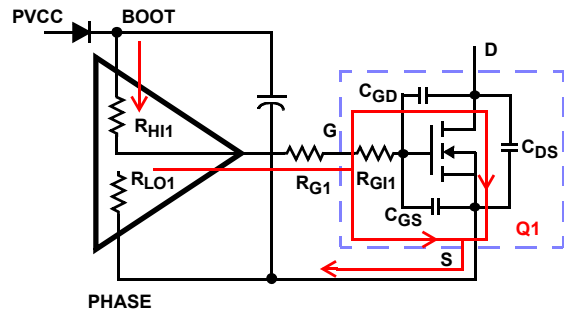 PVCC
BOOT
D
CGD
RHI1
G
CDS
RLO1
RG1
RGI1
CGS
Q1
S
PHASE